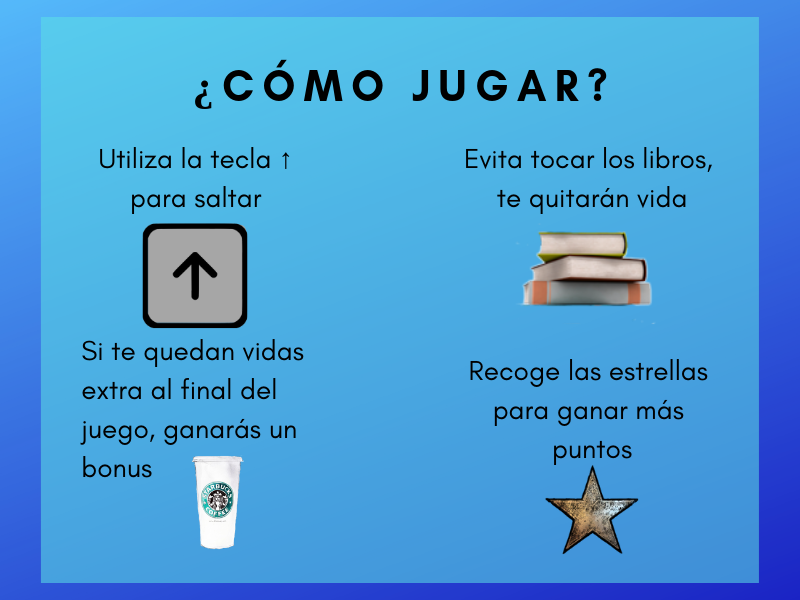 ¿CÓMO JUGAR?
Utiliza la tecla ↑
para saltar
Evita tocar los libros,
te quitarán vida
Si te quedan vidas
extra al final del
juego, ganarás un
bonus
STARBUCKS
COFFEE
Recoge las estrellas
para ganar más
puntos